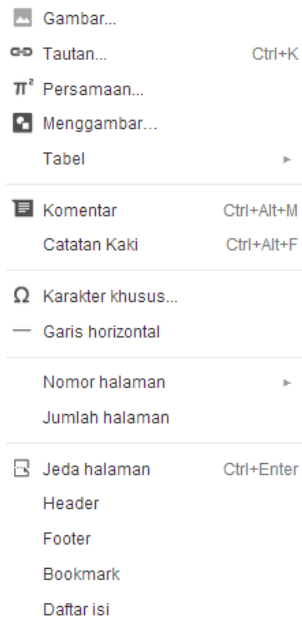 Gambar...
Tautan... Ctrl+K
π² Persamaan...
Menggambar...
Tabel ►
Komentar Ctrl+Alt+M
Catatan Kaki Ctrl+Alt+F
Ω Karakter khusus...
Garis horizontal
Nomor halaman ►
Jumlah halaman
Jeda halaman Ctrl+Enter
Header
Footer
Bookmark
Daftar isi